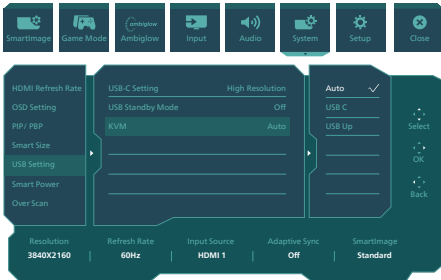 SmartImage Game Mode Ambiglow Input Audio System Setup Close
ambiglow
HDMI Refresh Rate
OSD Setting
PIP/ PBP
Smart Size
USB Setting
Smart Power
Over Scan
USB-C Setting High Resolution
USB Standby Mode Off
KVM Auto
Auto
USB C
USB Up
Select
OK
Back
Resolution Refresh Rate Input Source Adaptive Sync SmartImage
3840X2160 60Hz HDMI 1 Off Standard